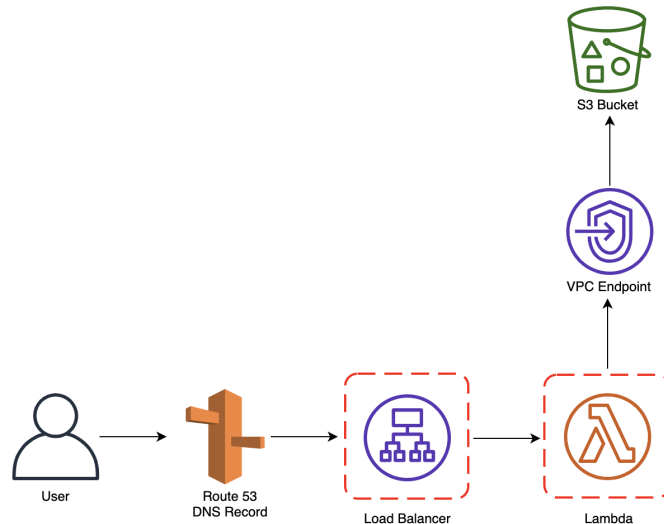 S3 Bucket
VPC Endpoint
User
Route 53
DNS Record
Load Balancer
Lambda